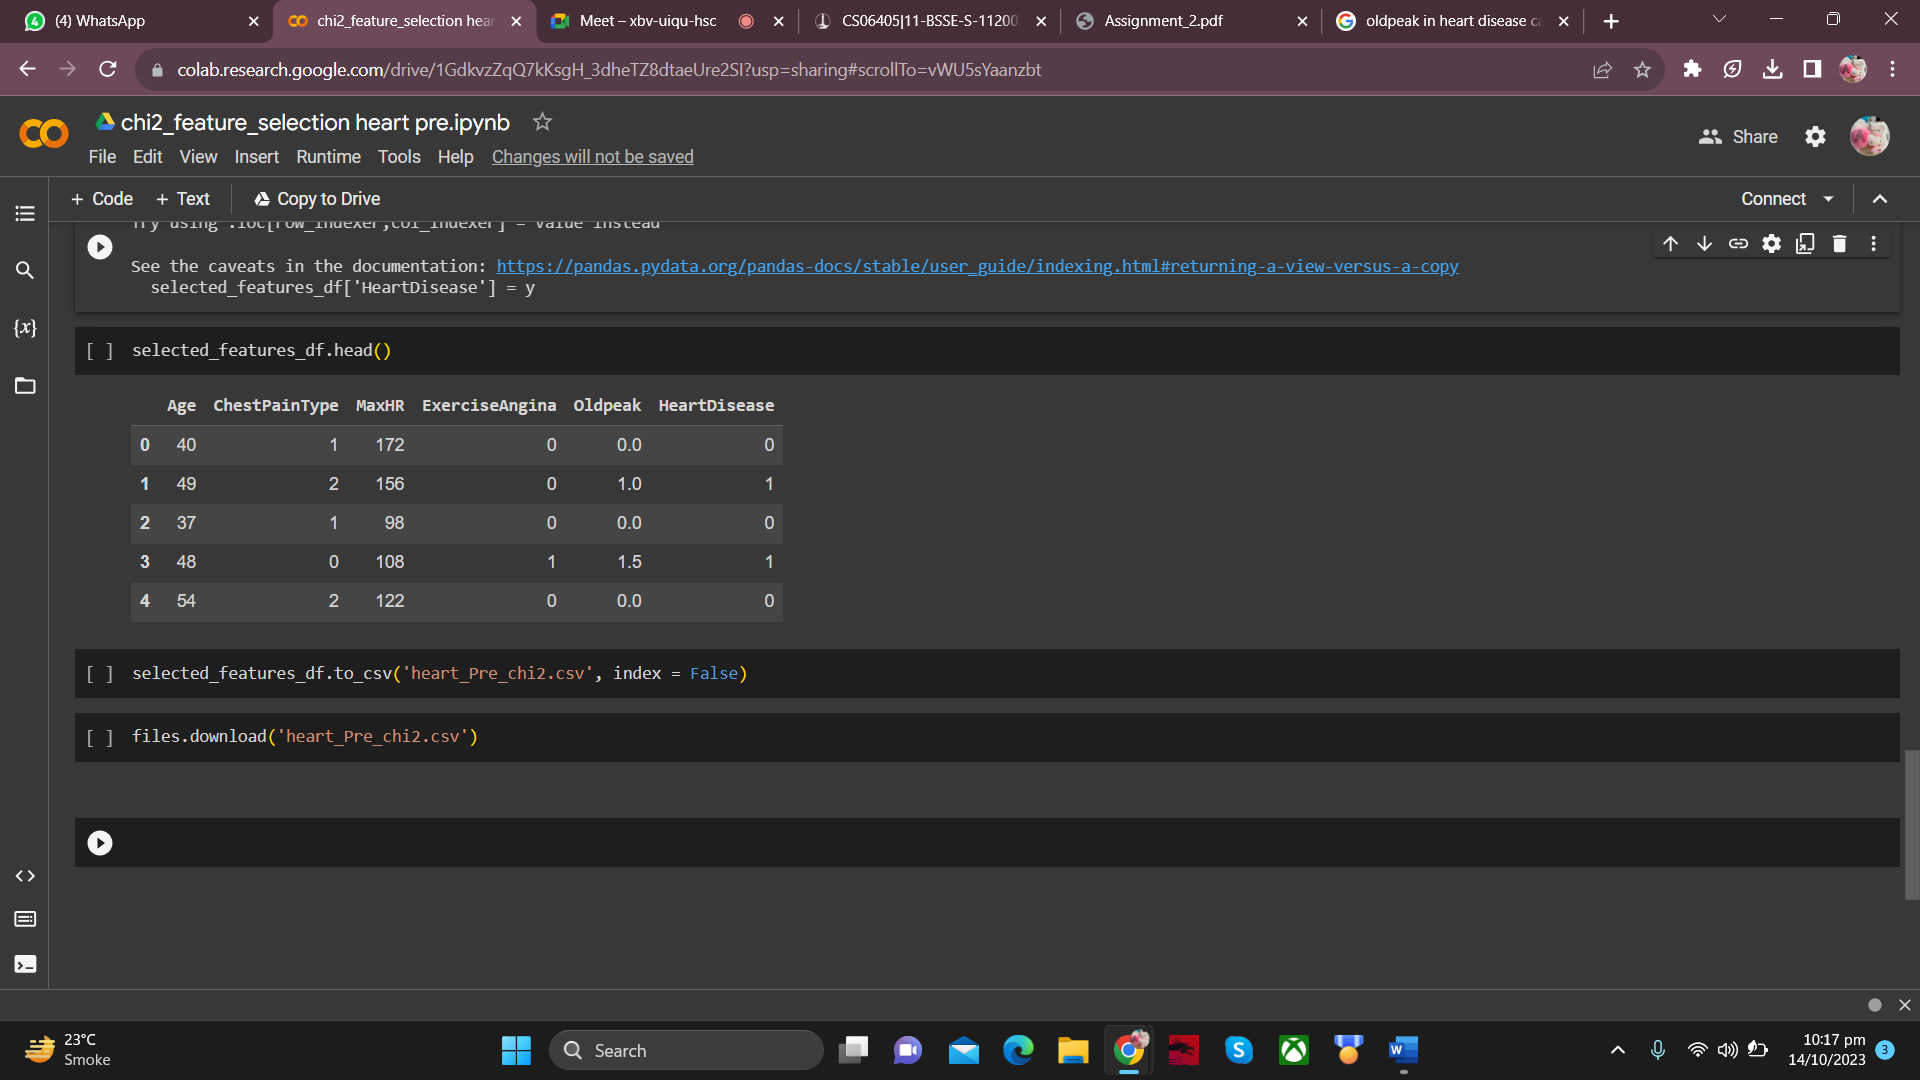 (4) WhatsApp
chi2_feature_selection hear
Meet – xbv-uiqu-hsc
CS06405|11-BSSE-S-11200
Assignment_2.pdf
oldpeak in heart disease ca
colab.research.google.com/drive/1GdkvzZqQ7kKsgH_3dheTZ8dtaeUre2SI?usp=sharing#scrollTo=vWU5sYaanzbt
chi2_feature_selection heart pre.ipynb
Share
File Edit View Insert Runtime Tools Help Changes will not be saved
+ Code + Text Copy to Drive
Connect
Try using .loc[row_indexer,col_indexer] = value instead
See the caveats in the documentation: https://pandas.pydata.org/pandas-docs/stable/user_guide/indexing.html#returning-a-view-versus-a-copy
selected_features_df['HeartDisease'] = y
{x}
[ ] selected_features_df.head()
Age ChestPainType MaxHR ExerciseAngina Oldpeak HeartDisease
0 40 1 172 0 0.0 0
1 49 2 156 0 1.0 1
2 37 1 98 0 0.0 0
3 48 0 108 1 1.5 1
4 54 2 122 0 0.0 0
[ ] selected_features_df.to_csv('heart_Pre_chi2.csv', index = False)
[ ] files.download('heart_Pre_chi2.csv')
23°C
Smoke
Search
10:17 pm
14/10/2023
3